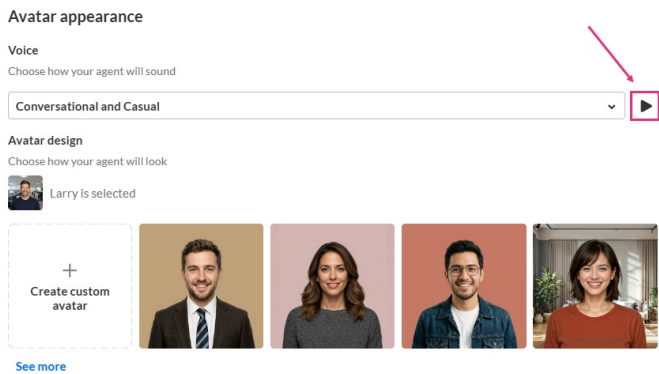 Avatar appearance
Voice
Choose how your agent will sound
Conversational and Casual
Avatar design
Choose how your agent will look
Larry is selected
Create custom
avatar
See more